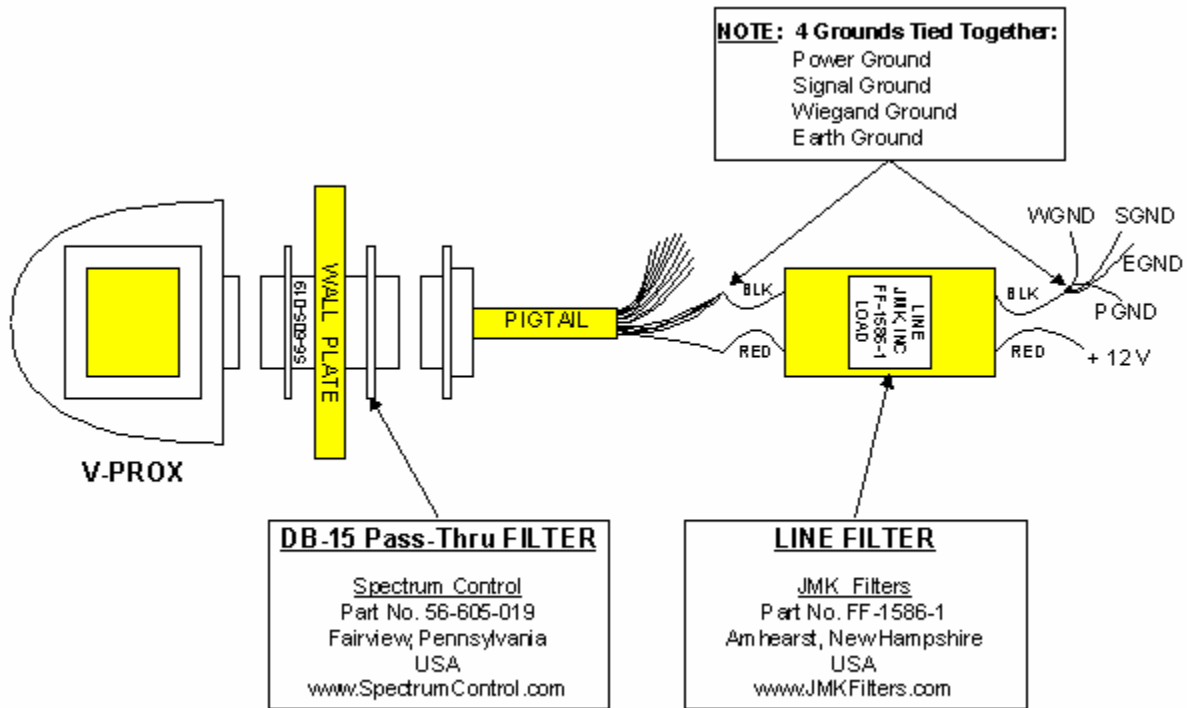 NOTE: 4 Grounds Tied Together:
Power Ground
Signal Ground
Wiegand Ground
Earth Ground
WGND
SGND
EGND
PGND
+ 12 V
BLK
RED
LINE
JMK INC
FF-1586-1
LOAD
BLK
RED
PIGTAIL
WALL PLATE
56-605-019
V-PROX
DB-15 Pass-Thru FILTER
Spectrum Control
Part No. 56-605-019
Fairview, Pennsylvania
USA
www.SpectrumControl.com
LINE FILTER
JMK Filters
Part No. FF-1586-1
Amhearst, New Hampshire
USA
www.JMKFilters.com